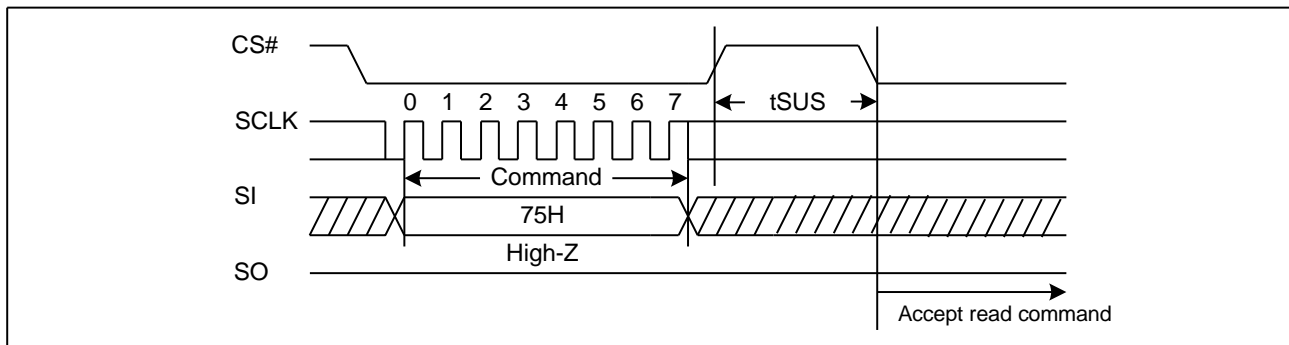 CS#
0 1 2 3 4 5 6 7
tSUS
SCLK
Command
SI
75H
High-Z
SO
Accept read command